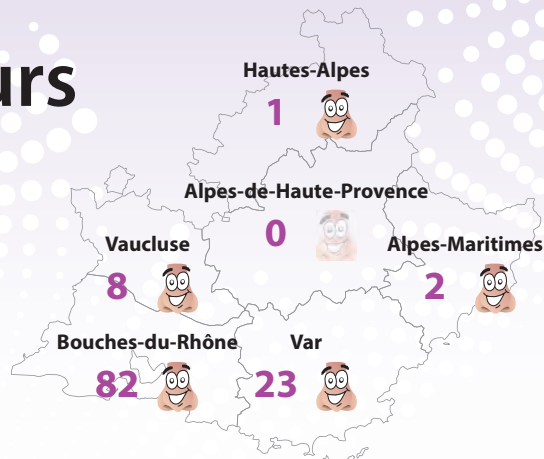 urs
Hautes-Alpes
1
Alpes-de-Haute-Provence
0
Vaucluse
8
Alpes-Maritimes
2
Bouches-du-Rhône
82
Var
23